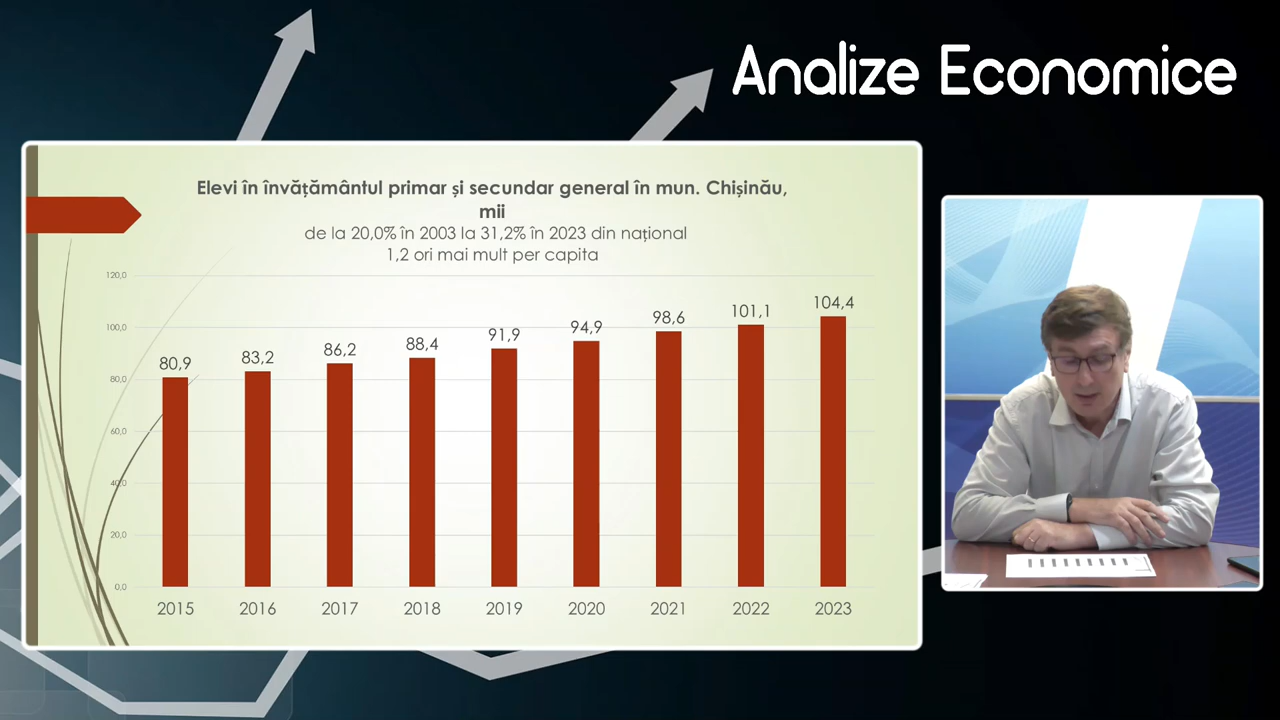 Analize Economice
Elevi în învățământul primar și secundar general în mun. Chișinău,
mii
de la 20,0% în 2003 la 31,2% în 2023 din național
1,2 ori mai mult per capita
120,0
100,0
80,0
60,0
40,0
20,0
0,0
80,9
83,2
86,2
88,4
91,9
94,9
98,6
101,1
104,4
2015 2016 2017 2018 2019 2020 2021 2022 2023